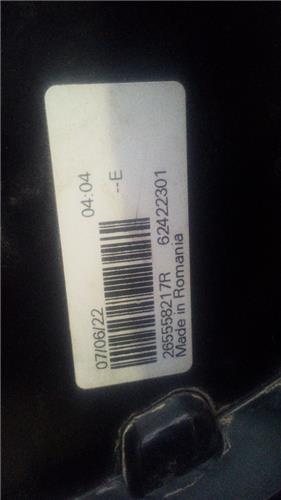 07/06/22 04:04
--E
265558217R 62422301
Made in Romania